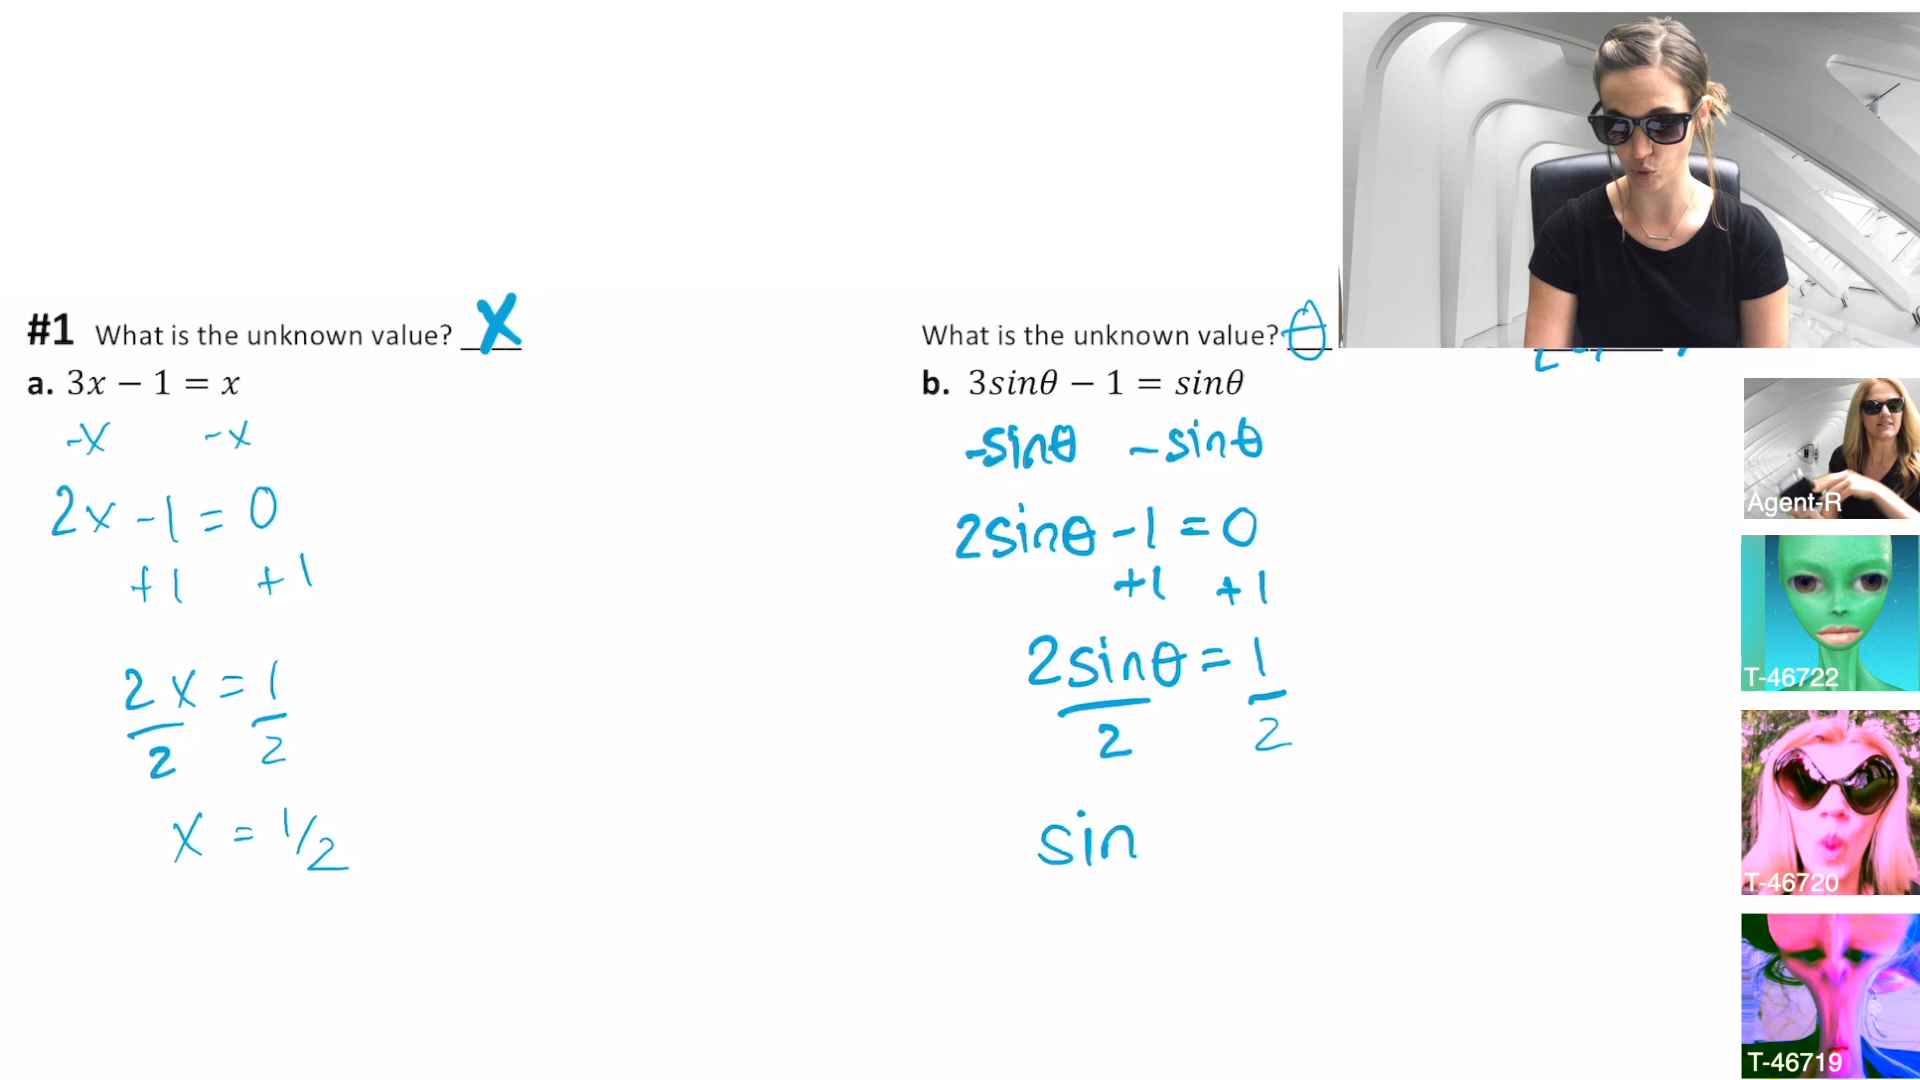 #1 What is the unknown value? X
a. 3x − 1 = x
-x -x
2x - 1 = 0
+1 +1
2x = 1
2 2
x = 1/2
What is the unknown value? θ
b. 3sinθ − 1 = sinθ
-sinθ -sinθ
2sinθ - 1 = 0
+1 +1
2sinθ = 1
2 2
sin
Agent-R
T-46722
T-46720
T-46719